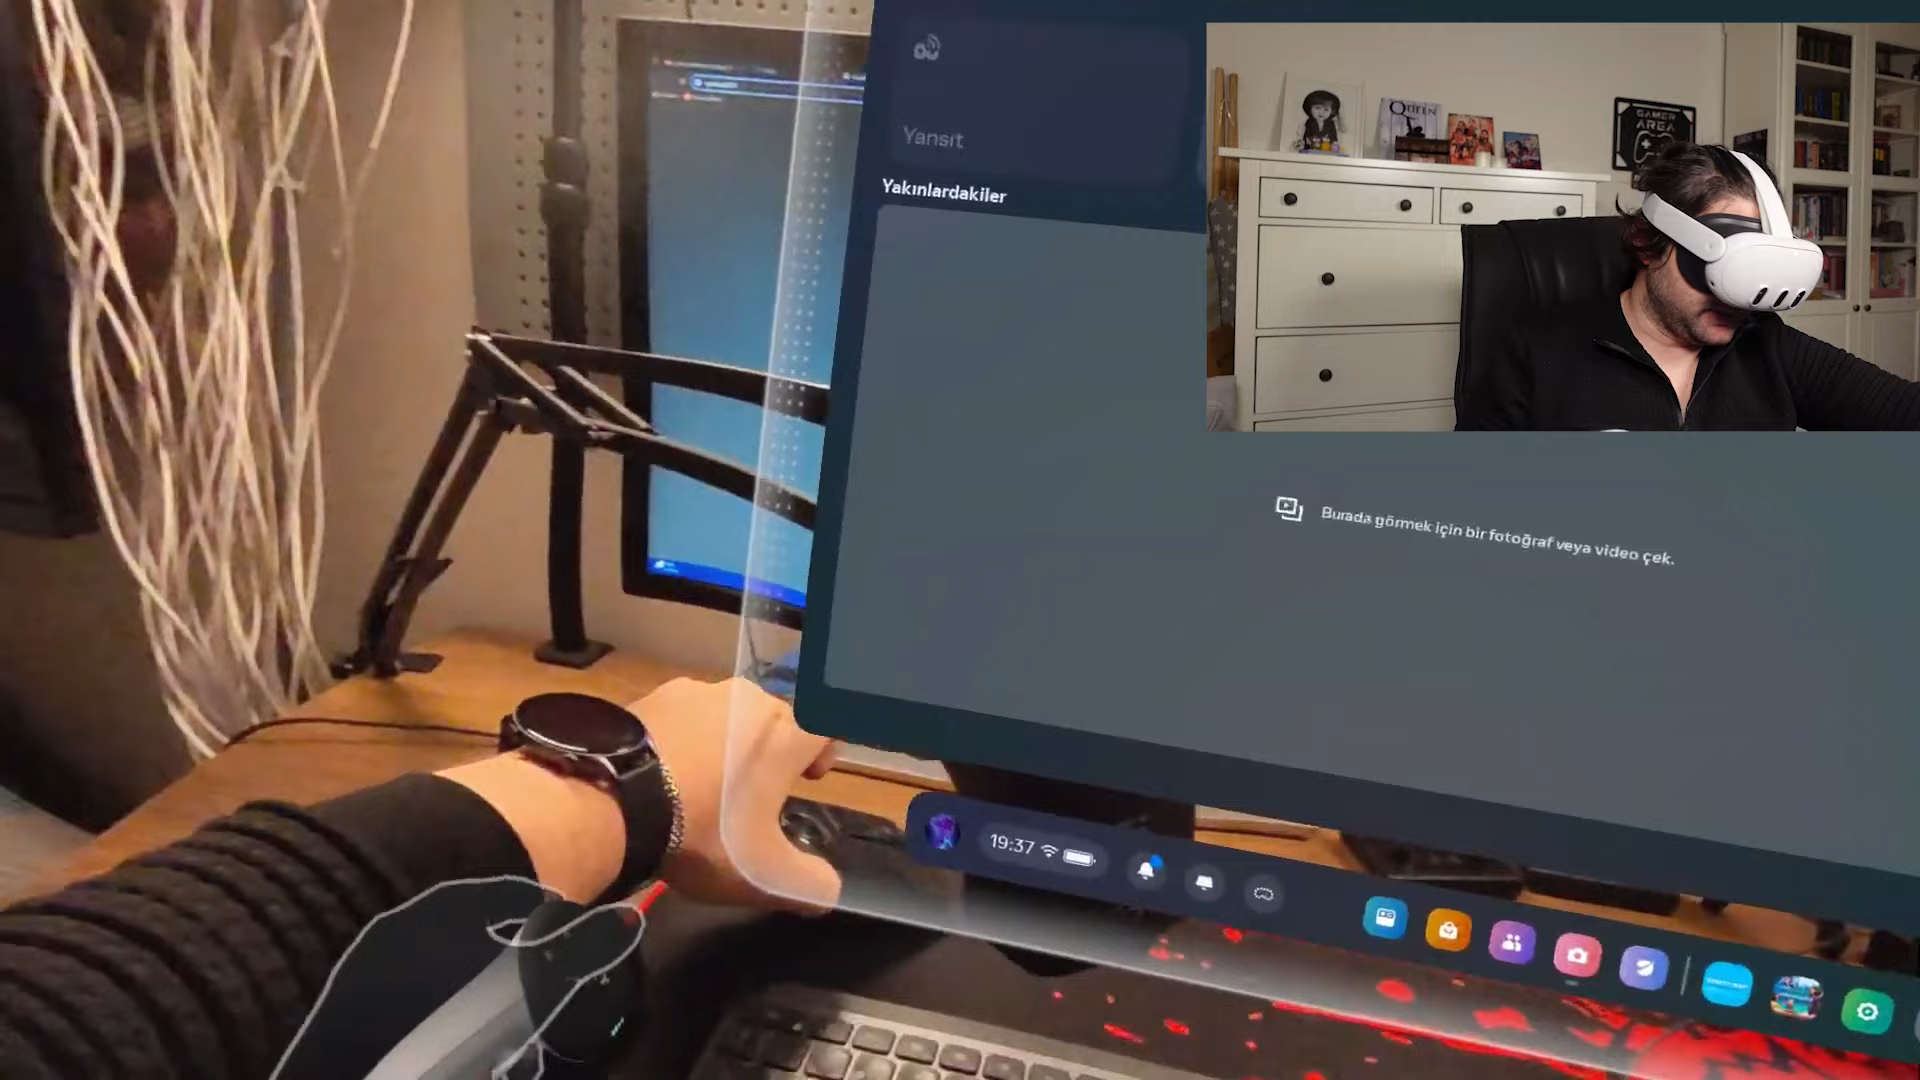 Yansıt
Yakınlardakiler
QUEEN
GAMER
AREA
Burada görmek için bir fotoğraf veya video çek.
19:37